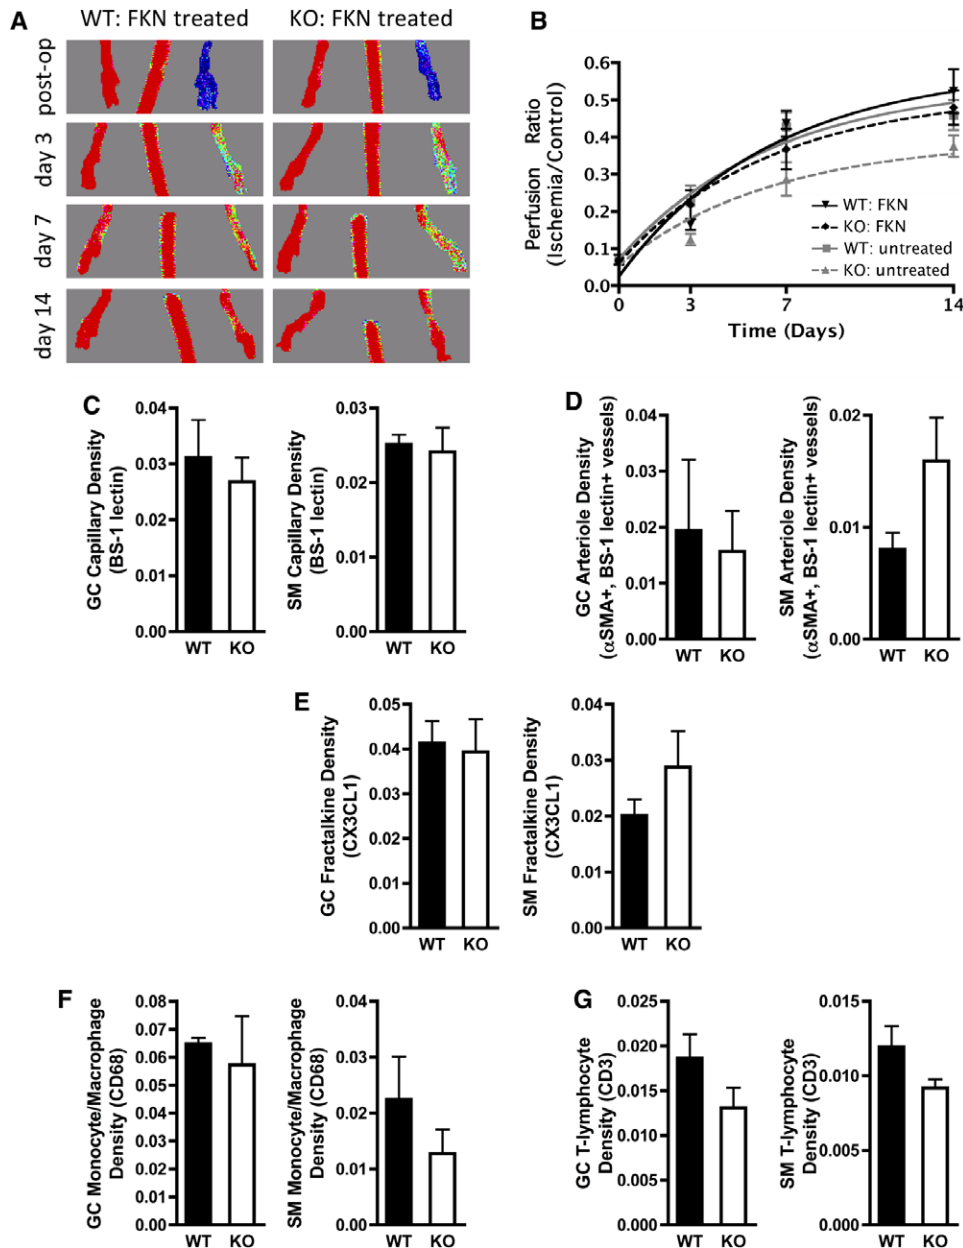 A
WT: FKN treated
KO: FKN treated
post-op
day 3
day 7
day 14
B
Perfusion Ratio
(Ischemia/Control)
0.6
0.5
0.4
0.3
0.2
0.1
0.0
WT: FKN
KO: FKN
WT: untreated
KO: untreated
0
3
7
14
Time (Days)
C
GC Capillary Density
(BS-1 lectin)
0.04
0.03
0.02
0.01
0.00
WT KO
SM Capillary Density
(BS-1 lectin)
0.03
0.02
0.01
0.00
WT KO
D
GC Arteriole Density
(αSMA+, BS-1 lectin+ vessels)
0.04
0.03
0.02
0.01
0.00
WT KO
SM Arteriole Density
(αSMA+, BS-1 lectin+ vessels)
0.02
0.01
0.00
WT KO
E
GC Fractalkine Density
(CX3CL1)
0.05
0.04
0.03
0.02
0.01
0.00
WT KO
SM Fractalkine Density
(CX3CL1)
0.04
0.03
0.02
0.01
0.00
WT KO
F
GC Monocyte/Macrophage
Density (CD68)
0.08
0.07
0.06
0.05
0.04
0.03
0.02
0.01
0.00
WT KO
SM Monocyte/Macrophage
Density (CD68)
0.04
0.03
0.02
0.01
0.00
WT KO
G
GC T-lymphocyte
Density (CD3)
0.025
0.020
0.015
0.010
0.005
0.000
WT KO
SM T-lymphocyte
Density (CD3)
0.015
0.010
0.005
0.000
WT KO